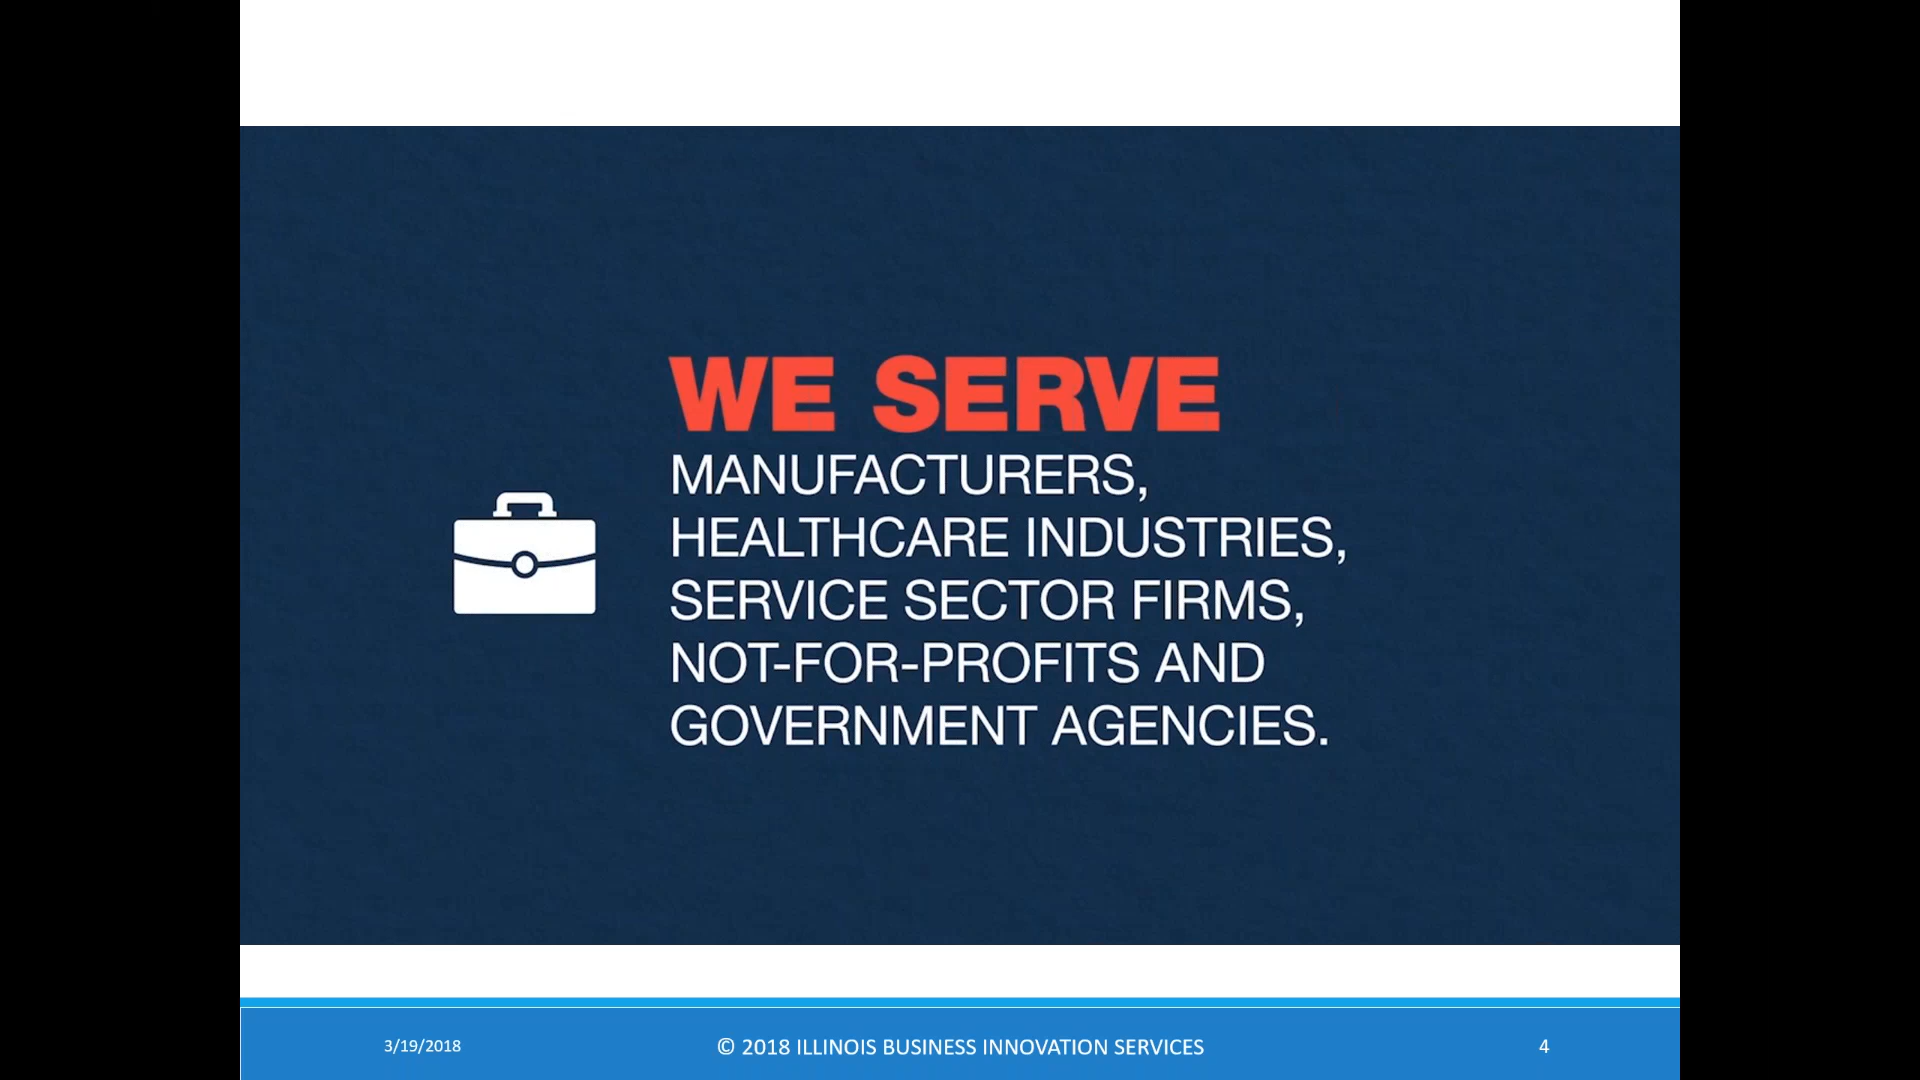 WE SERVE
MANUFACTURERS,
HEALTHCARE INDUSTRIES,
SERVICE SECTOR FIRMS,
NOT-FOR-PROFITS AND
GOVERNMENT AGENCIES.
3/19/2018
© 2018 ILLINOIS BUSINESS INNOVATION SERVICES
4